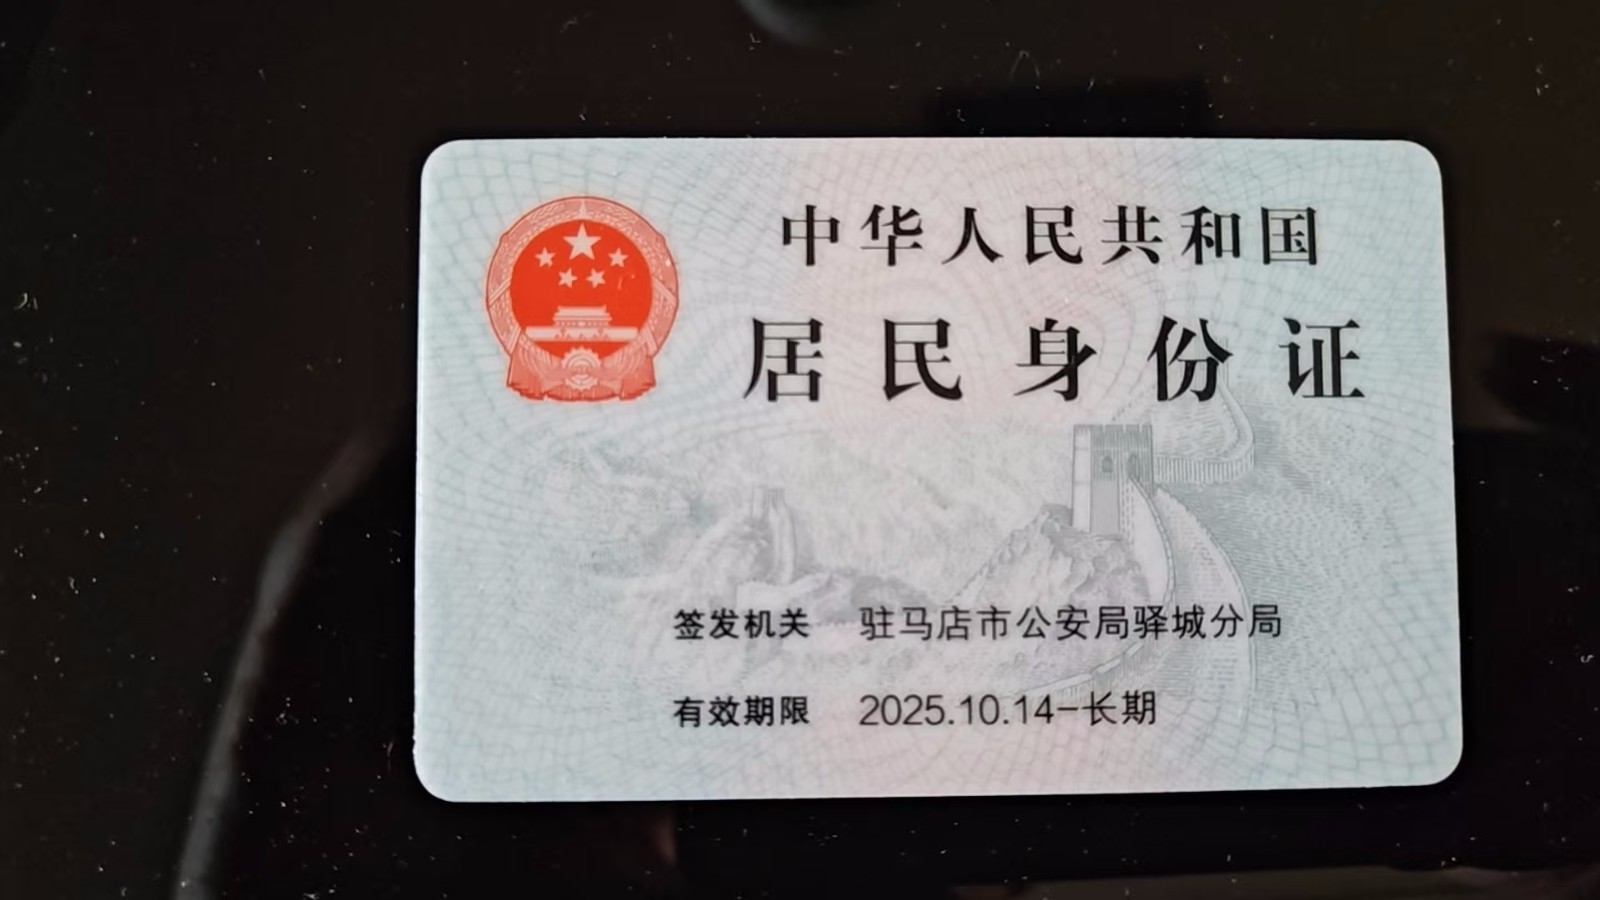 中华人民共和国
居民身份证
签发机关 驻马店市公安局驿城分局
有效期限 2025.10.14-长期